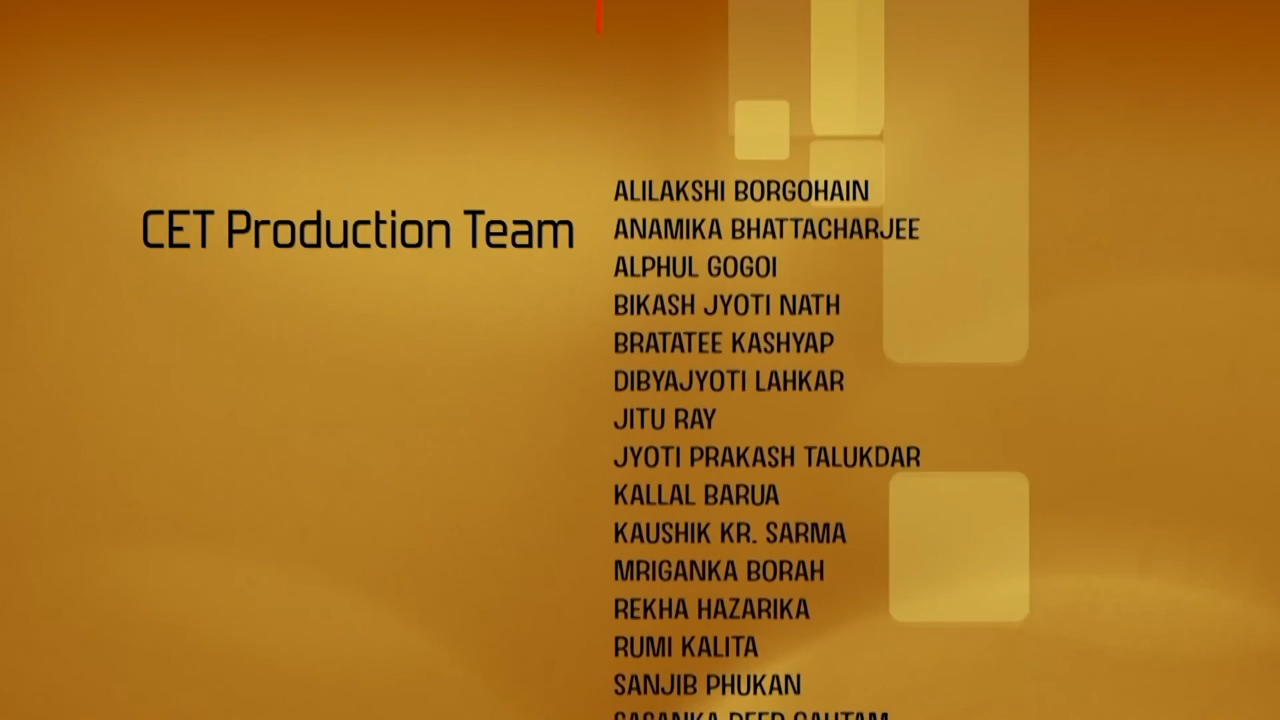 CET Production Team
ALILAKSHI BORGOHAIN
ANAMIKA BHATTACHARJEE
ALPHUL GOGOI
BIKASH JYOTI NATH
BRATATEE KASHYAP
DIBYAJYOTI LAHKAR
JITU RAY
JYOTI PRAKASH TALUKDAR
KALLAL BARUA
KAUSHIK KR. SARMA
MRIGANKA BORAH
REKHA HAZARIKA
RUMI KALITA
SANJIB PHUKAN